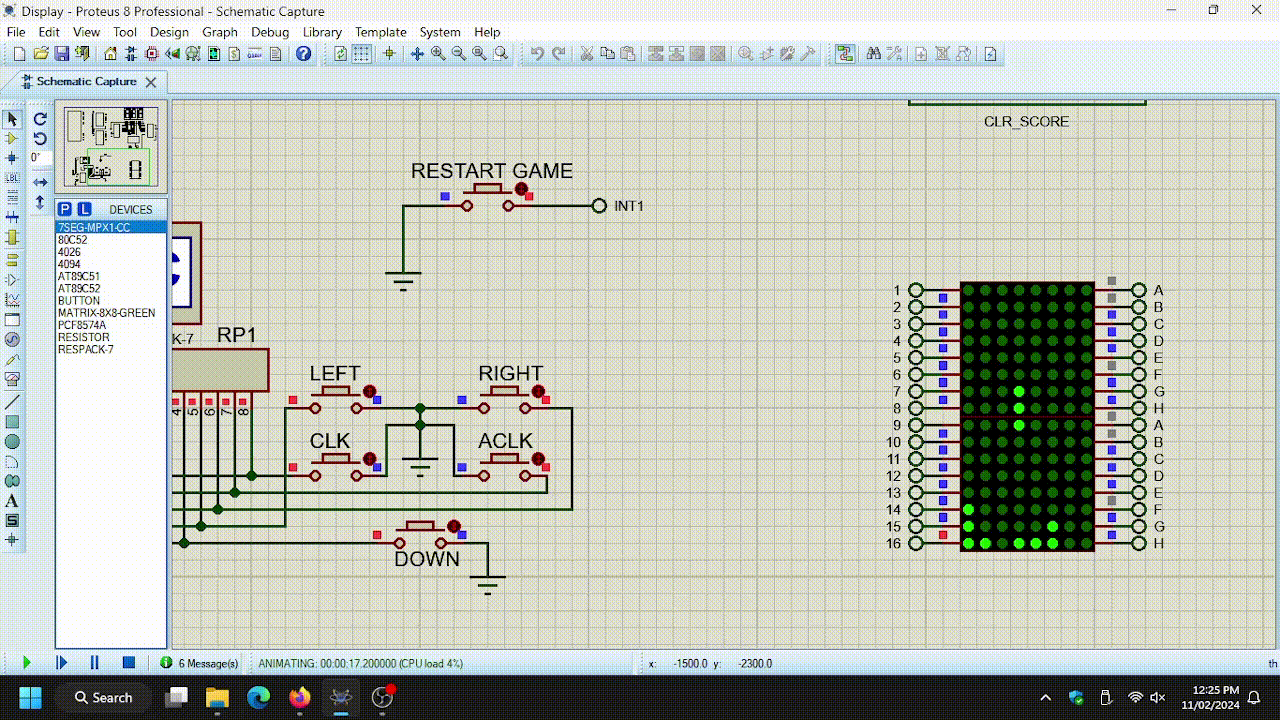 Display - Proteus 8 Professional - Schematic Capture
File Edit View Tool Design Graph Debug Library Template System Help
Schematic Capture
0°
P L DEVICES
7SEG-MPX1-CC
80C52
4026
4094
AT89C51
AT89C52
BUTTON
MATRIX-8X8-GREEN
PCF8574A
RESISTOR
RESPACK-7
CLR_SCORE
RESTART GAME
INT1
K-7
RP1
4 5 6 7 8
LEFT
RIGHT
CLK
ACLK
DOWN
1 A
2 B
3 C
4 D
5 E
6 F
7 G
8 H
9 A
10 B
11 C
12 D
13 E
14 F
15 G
16 H
6 Message(s)
ANIMATING: 00:00:17.200000 (CPU load 4%)
x: -1500.0 y: -2300.0
th
Search
12:25 PM
11/02/2024